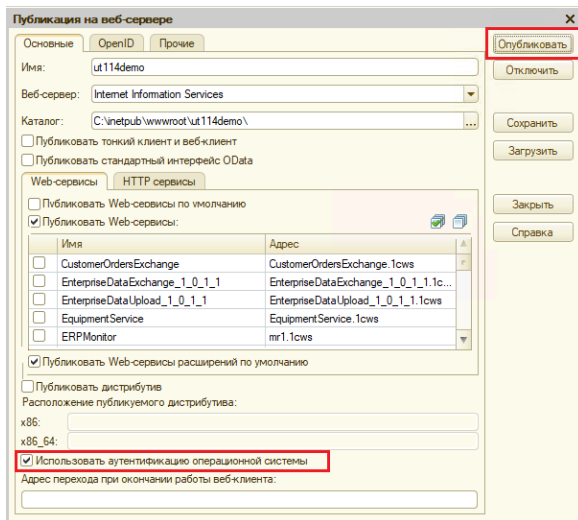 Публикация на веб-сервере
Основные OpenID Прочие
Опубликовать
Имя: ut114demo
Отключить
Веб-сервер: Internet Information Services
Каталог: C:\inetpub\wwwroot\ut114demo\ ...
Сохранить
Публиковать тонкий клиент и веб-клиент
Загрузить
Публиковать стандартный интерфейс OData
Web-сервисы HTTP сервисы
Публиковать Web-сервисы по умолчанию
Закрыть
Публиковать Web-сервисы:
Справка
Имя Адрес
CustomerOrdersExchange CustomerOrdersExchange.1cws
EnterpriseDataExchange_1_0_1_1 EnterpriseDataExchange_1_0_1_1.1c...
EnterpriseDataUpload_1_0_1_1 EnterpriseDataUpload_1_0_1_1.1cws
EquipmentService EquipmentService.1cws
ERPMonitor mr1.1cws
Публиковать Web-сервисы расширений по умолчанию
Публиковать дистрибутив
Расположение публикуемого дистрибутива:
x86:
x86_64:
Использовать аутентификацию операционной системы
Адрес перехода при окончании работы веб-клиента: